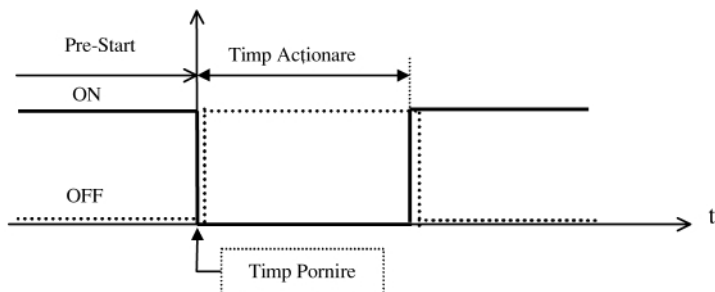 Pre-Start
Timp Acționare
ON
OFF
t
Timp Pornire